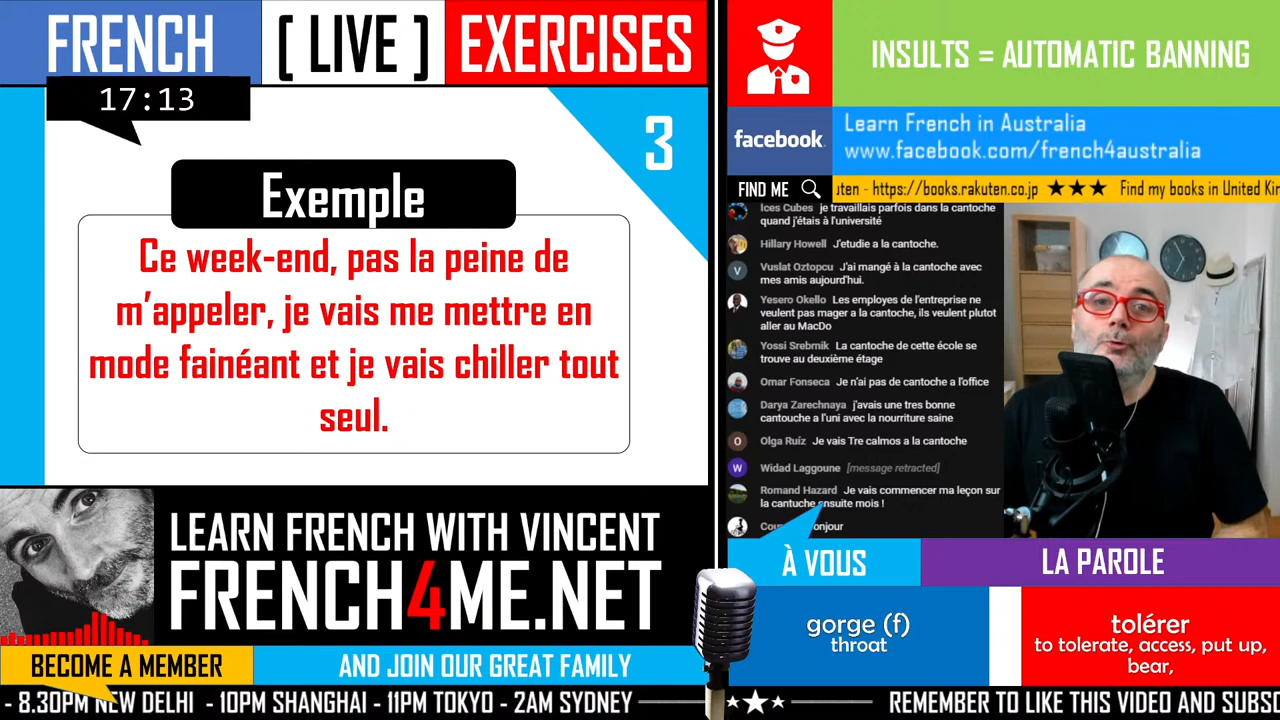 FRENCH [ LIVE ] EXERCISES
17:13
3
Exemple
Ce week-end, pas la peine de
m'appeler, je vais me mettre en
mode fainéant et je vais chiller tout
seul.
LEARN FRENCH WITH VINCENT
FRENCH4ME.NET
BECOME A MEMBER
AND JOIN OUR GREAT FAMILY
INSULTS = AUTOMATIC BANNING
facebook
Learn French in Australia
www.facebook.com/french4australia
FIND ME
uten - https://books.rakuten.co.jp ★★★ Find my books in United Ki
Ices Cubes je travaillais parfois dans la cantoche
quand j'étais à l'université
Hillary Howell J'etudie a la cantoche.
V
Vuslat Oztopcu J'ai mangé à la cantoche avec
mes amis aujourd'hui.
Yesero Okello Les employes de l'entreprise ne
veulent pas mager a la cantoche, ils veulent plutot
aller au MacDo
Yossi Srebrnik La cantoche de cette école se
trouve au deuxième étage
Omar Fonseca Je n'ai pas de cantoche a l'office
Darya Zarechnaya j'avais une tres bonne
cantouche a l'uni avec la nourriture saine
O
Olga Ruíz Je vais Tre calmos a la cantoche
W
Widad Laggoune [message retracted]
Romand Hazard Je vais commencer ma leçon sur
la cantuche ensuite mois !
À VOUS
LA PAROLE
gorge (f)
throat
tolérer
to tolerate, access, put up,
bear,
- 8.30PM NEW DELHI - 10PM SHANGHAI - 11PM TOKYO - 2AM SYDNEY
★★★ REMEMBER TO LIKE THIS VIDEO AND SUBSC